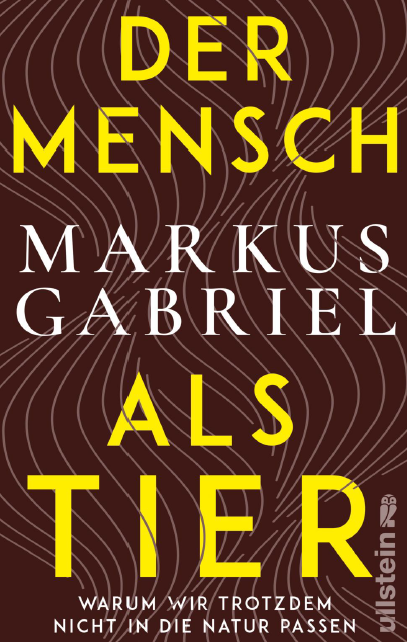 DER
MENSCH
MARKUS
GABRIEL
ALS
TIER
WARUM WIR TROTZDEM
NICHT IN DIE NATUR PASSEN
ullstein